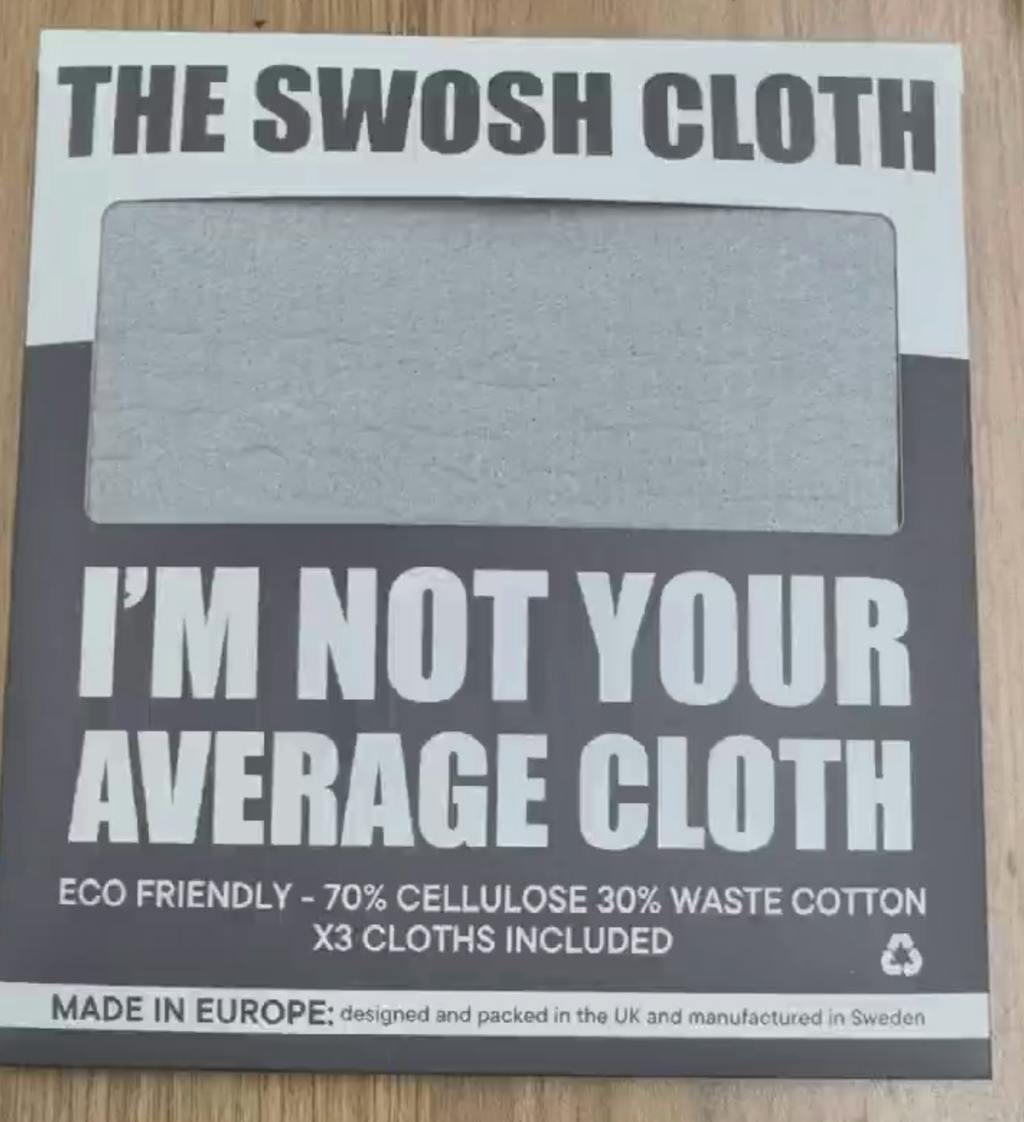 THE SWOSH CLOTH
I'M NOT YOUR
AVERAGE CLOTH
ECO FRIENDLY - 70% CELLULOSE 30% WASTE COTTON
X3 CLOTHS INCLUDED
MADE IN EUROPE: designed and packed in the UK and manufactured in Sweden